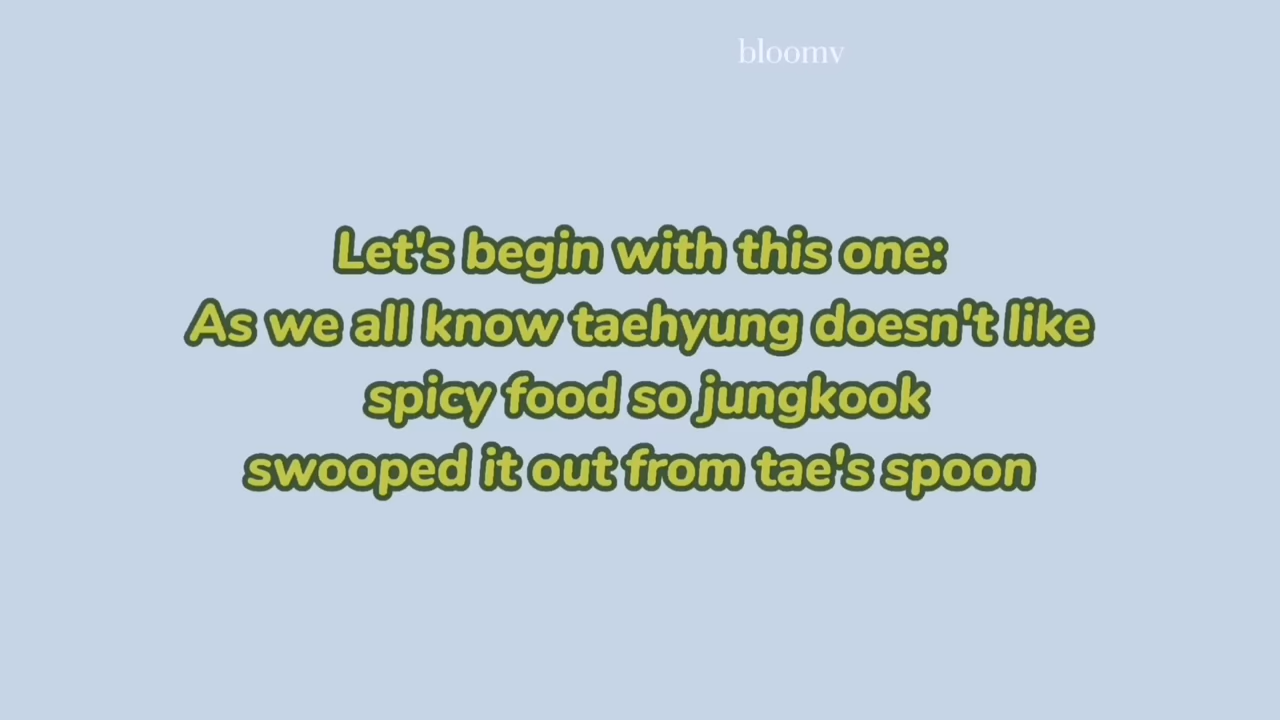 bloomv
Let's begin with this one:
As we all know taehyung doesn't like
spicy food so jungkook
swooped it out from tae's spoon